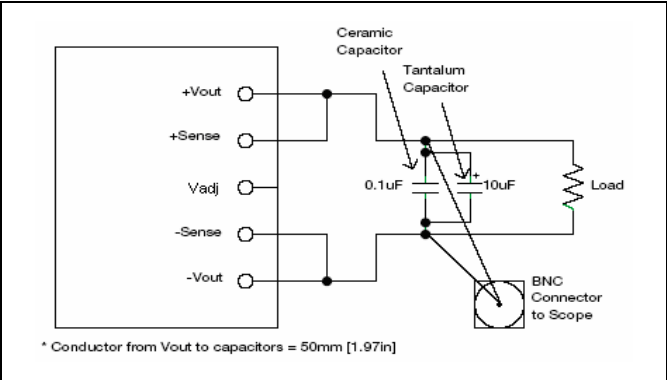 Ceramic
Capacitor
Tantalum
Capacitor
+Vout
+Sense
Vadj
-Sense
-Vout
+
0.1uF
10uF
Load
BNC
Connector
to Scope
* Conductor from Vout to capacitors = 50mm [1.97in]